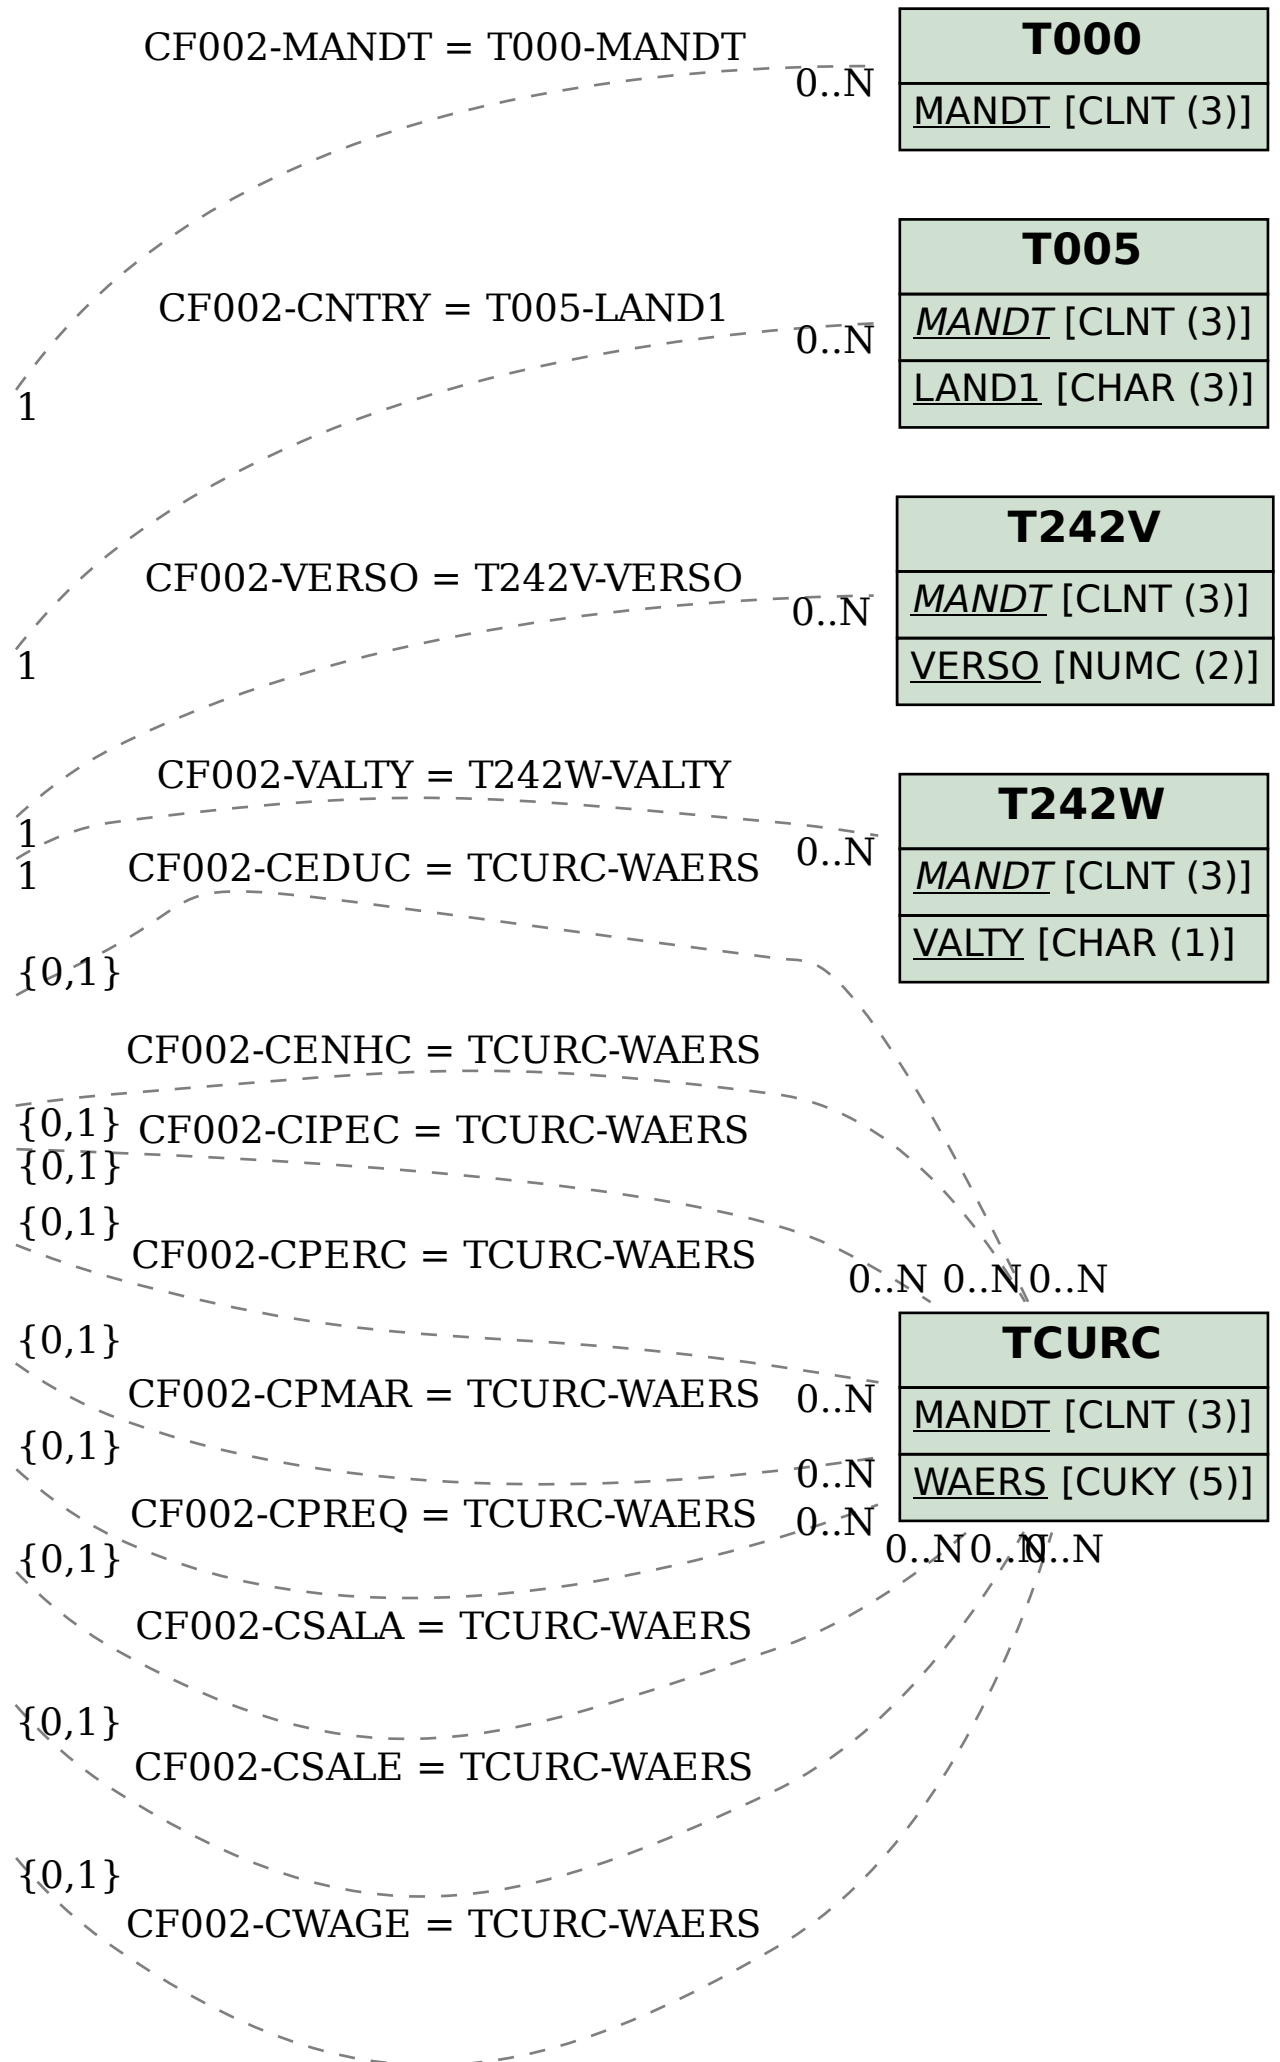 CF002-MANDT = T000-MANDT
0..N
1
T000
MANDT [CLNT (3)]
CF002-CNTRY = T005-LAND1
0..N
1
T005
MANDT [CLNT (3)]
LAND1 [CHAR (3)]
CF002-VERSO = T242V-VERSO
0..N
1
T242V
MANDT [CLNT (3)]
VERSO [NUMC (2)]
CF002-VALTY = T242W-VALTY
0..N
1
T242W
MANDT [CLNT (3)]
VALTY [CHAR (1)]
CF002-CEDUC = TCURC-WAERS
{0,1}
CF002-CENHC = TCURC-WAERS
{0,1}
CF002-CIPEC = TCURC-WAERS
{0,1}
{0,1}
CF002-CPERC = TCURC-WAERS
0..N 0..N 0..N
{0,1}
TCURC
MANDT [CLNT (3)]
WAERS [CUKY (5)]
CF002-CPMAR = TCURC-WAERS
0..N
{0,1}
0..N
CF002-CPREQ = TCURC-WAERS
0..N
{0,1}
0..N 0..N 0..N
CF002-CSALA = TCURC-WAERS
{0,1}
CF002-CSALE = TCURC-WAERS
{0,1}
CF002-CWAGE = TCURC-WAERS